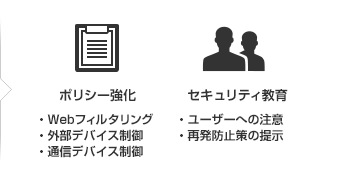 ポリシー強化
・Webフィルタリング
・外部デバイス制御
・通信デバイス制御
セキュリティ教育
・ユーザーへの注意
・再発防止策の提示